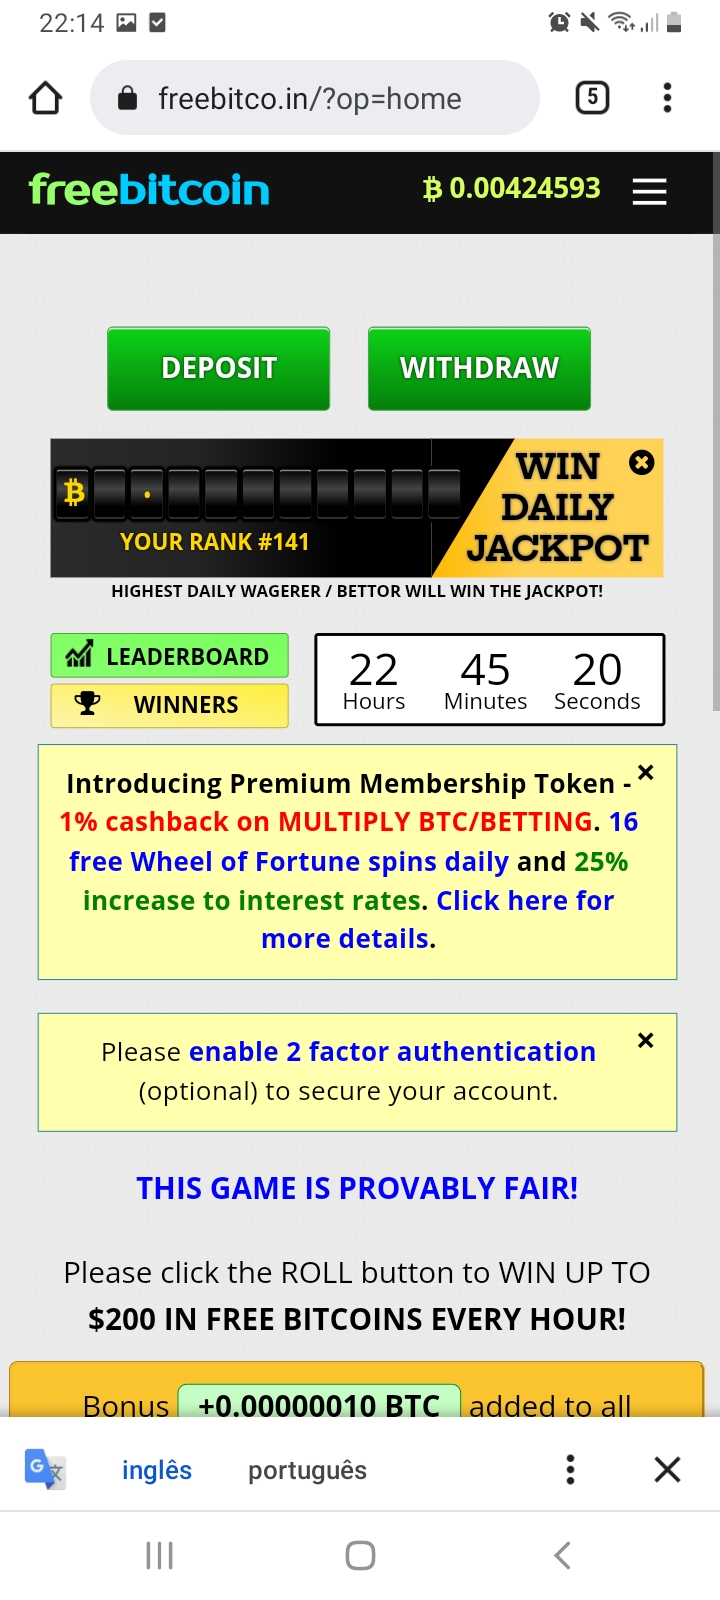 22:14
freebitco.in/?op=home
5
freebitcoin
₿ 0.00424593
DEPOSIT
WITHDRAW
₿ .
YOUR RANK #141
WIN
DAILY
JACKPOT
HIGHEST DAILY WAGERER / BETTOR WILL WIN THE JACKPOT!
LEADERBOARD
WINNERS
22 45 20
Hours Minutes Seconds
Introducing Premium Membership Token -
1% cashback on MULTIPLY BTC/BETTING. 16
free Wheel of Fortune spins daily and 25%
increase to interest rates. Click here for
more details.
Please enable 2 factor authentication
(optional) to secure your account.
THIS GAME IS PROVABLY FAIR!
Please click the ROLL button to WIN UP TO
$200 IN FREE BITCOINS EVERY HOUR!
Bonus +0.00000010 BTC added to all
G 文
inglês português